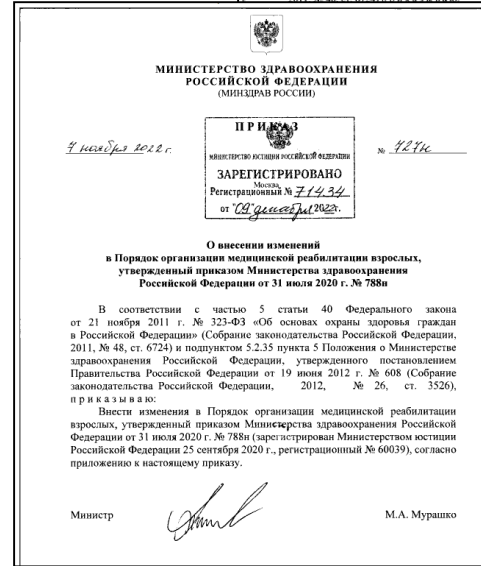 МИНИСТЕРСТВО ЗДРАВООХРАНЕНИЯ
РОССИЙСКОЙ ФЕДЕРАЦИИ
(МИНЗДРАВ РОССИИ)
ПРИКАЗ
7 ноября 2022 г.
№ 727н
МИНИСТЕРСТВО ЮСТИЦИИ РОССИЙСКОЙ ФЕДЕРАЦИИ
ЗАРЕГИСТРИРОВАНО
Москва
Регистрационный № 71434
от "09" декабря 2022г.
О внесении изменений
в Порядок организации медицинской реабилитации взрослых,
утвержденный приказом Министерства здравоохранения
Российской Федерации от 31 июля 2020 г. № 788н
В соответствии с частью 5 статьи 40 Федерального закона
от 21 ноября 2011 г. № 323-ФЗ «Об основах охраны здоровья граждан
в Российской Федерации» (Собрание законодательства Российской Федерации,
2011, № 48, ст. 6724) и подпунктом 5.2.35 пункта 5 Положения о Министерстве
здравоохранения Российской Федерации, утвержденного постановлением
Правительства Российской Федерации от 19 июня 2012 г. № 608 (Собрание
законодательства Российской Федерации, 2012, № 26, ст. 3526),
п р и к а з ы в а ю:
Внести изменения в Порядок организации медицинской реабилитации
взрослых, утвержденный приказом Министерства здравоохранения Российской
Федерации от 31 июля 2020 г. № 788н (зарегистрирован Министерством юстиции
Российской Федерации 25 сентября 2020 г., регистрационный № 60039), согласно
приложению к настоящему приказу.
Министр
М.А. Мурашко